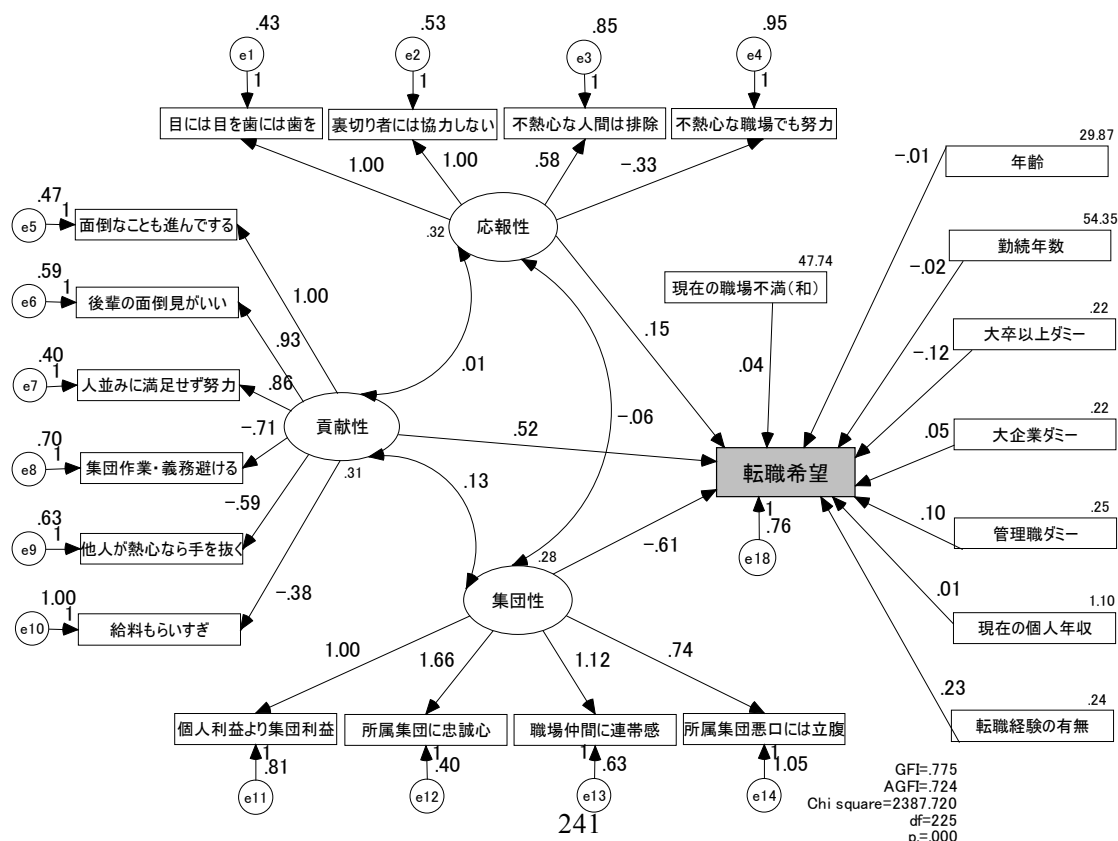 .43
.53
.85
.95
e1
e2
e3
e4
1
1
1
1
目には目を歯には歯を
裏切り者には協力しない
不熱心な人間は排除
不熱心な職場でも努力
29.87
年齢
-.01
1.00
1.00
.58
-.33
.47
e5
1
面倒なことも進んでする
応報性
.32
54.35
勤続年数
-.02
47.74
現在の職場不満（和）
.59
e6
1
後輩の面倒見がいい
1.00
.93
.15
.22
大卒以上ダミー
-.12
.04
.01
.40
e7
1
人並みに満足せず努力
.86
貢献性
.31
-.06
.22
大企業ダミー
.05
.52
-.71
.70
e8
1
集団作業・義務避ける
転職希望
.13
-.59
.63
e9
1
他人が熱心なら手を抜く
1
.76
e18
.25
管理職ダミー
.10
-.61
.28
集団性
-.38
1.00
e10
1
給料もらいすぎ
1.10
現在の個人年収
.01
1.00
1.66
1.12
.74
.23
.24
転職経験の有無
個人利益より集団利益
所属集団に忠誠心
職場仲間に連帯感
所属集団悪口には立腹
1
.81
1
.40
1
.63
1
1.05
e11
e12
e13
e14
GFI=.775
AGFI=.724
Chi square=2387.720
df=225
p.=.000
241